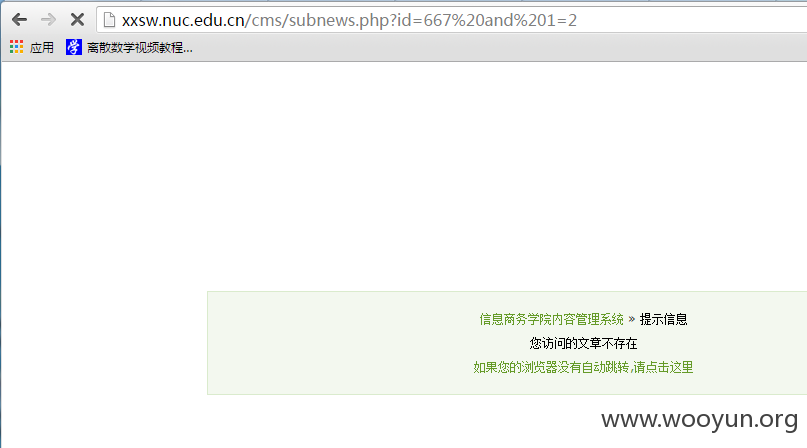 xxsw.nuc.edu.cn/cms/subnews.php?id=667%20and%201=2
应用 学 离散数学视频教程...
信息商务学院内容管理系统 » 提示信息
您访问的文章不存在
如果您的浏览器没有自动跳转,请点击这里
www.wooyun.org